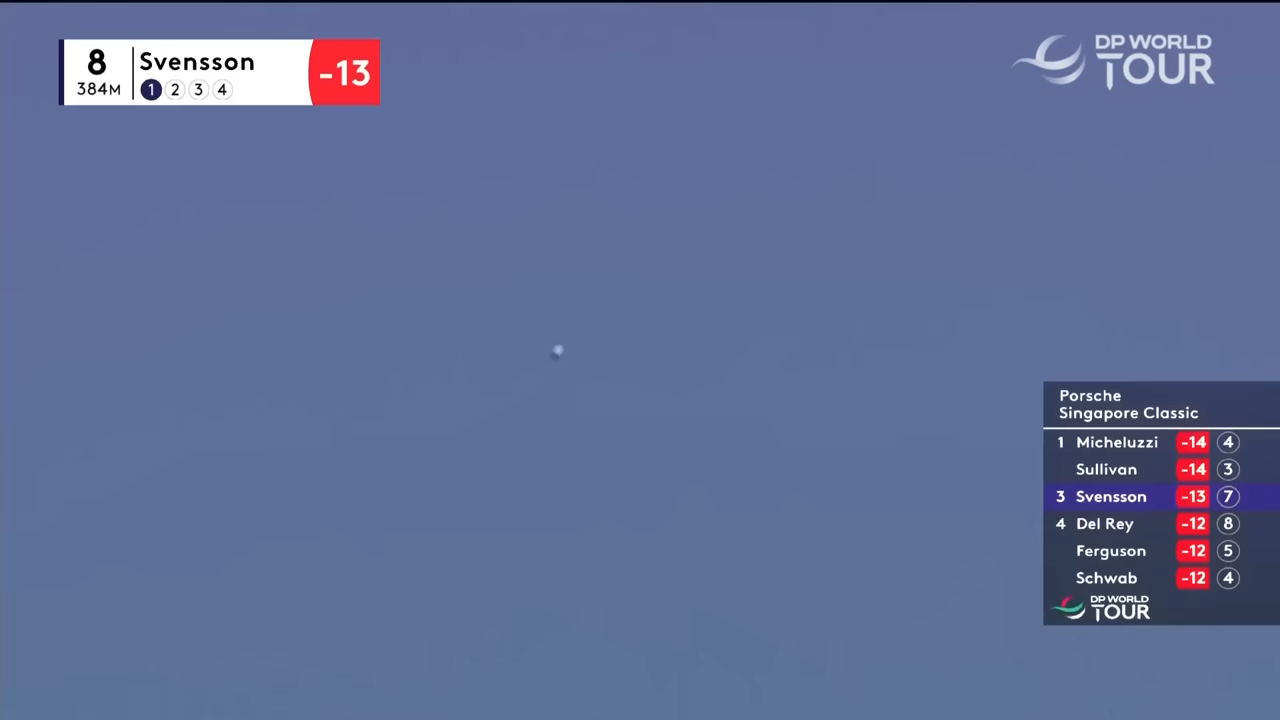 8 Svensson -13
384M 1 2 3 4
DP WORLD
TOUR
Porsche
Singapore Classic
1 Micheluzzi -14 4
Sullivan -14 3
3 Svensson -13 7
4 Del Rey -12 8
Ferguson -12 5
Schwab -12 4
DP WORLD
TOUR